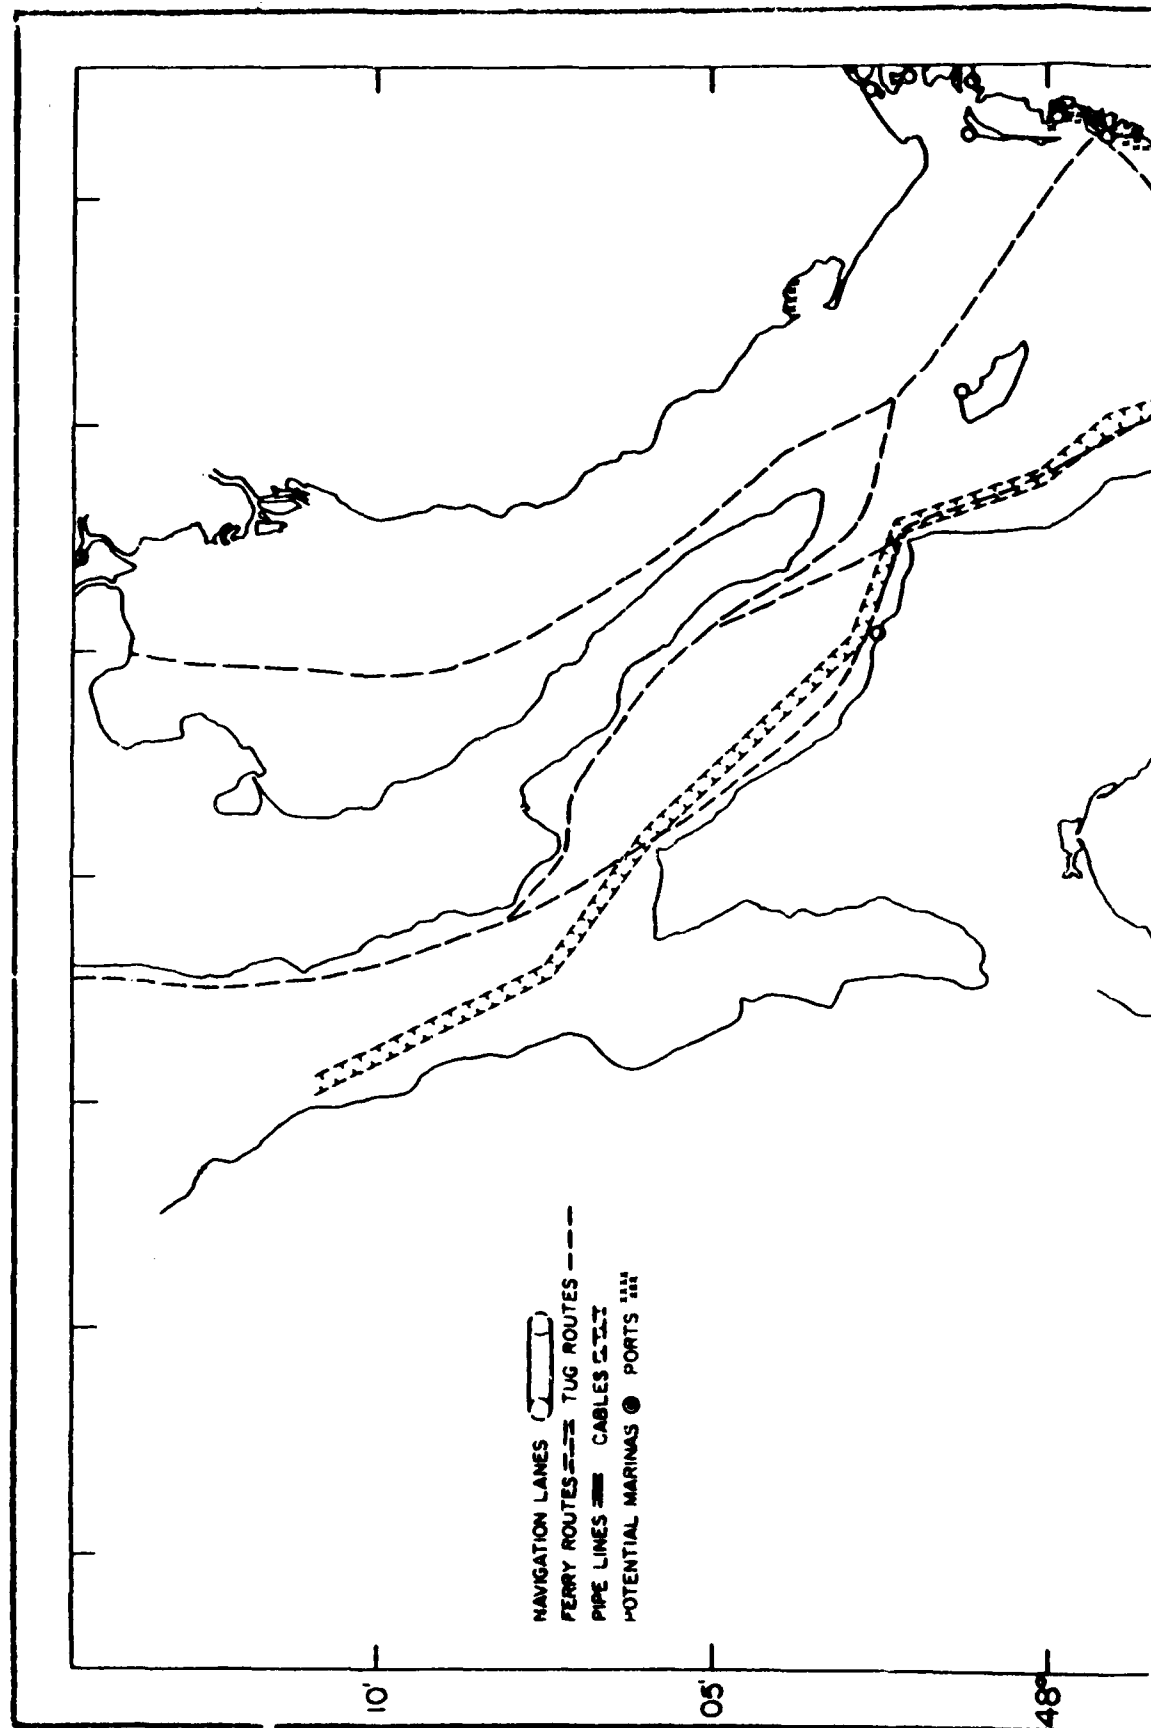 NAVIGATION LANES
FERRY ROUTES TUG ROUTES
PIPE LINES CABLES
POTENTIAL MARINAS PORTS
10'
05'
48°